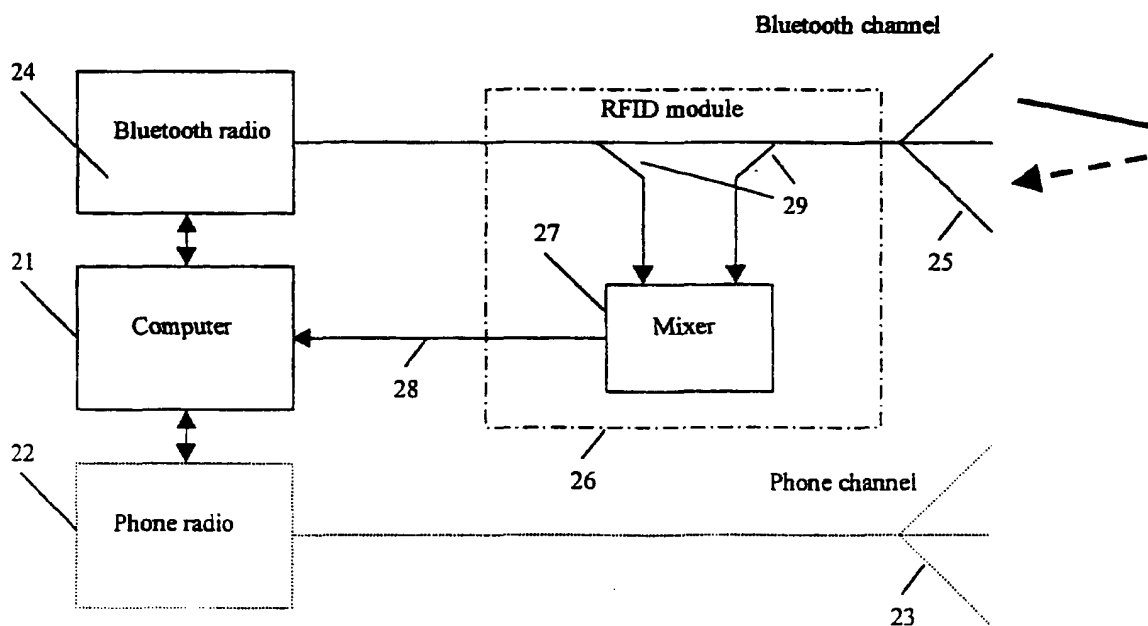 Bluetooth channel
24
RFID module
Bluetooth radio
29
27
25
21
Computer
Mixer
28
22
26
Phone channel
Phone radio
23